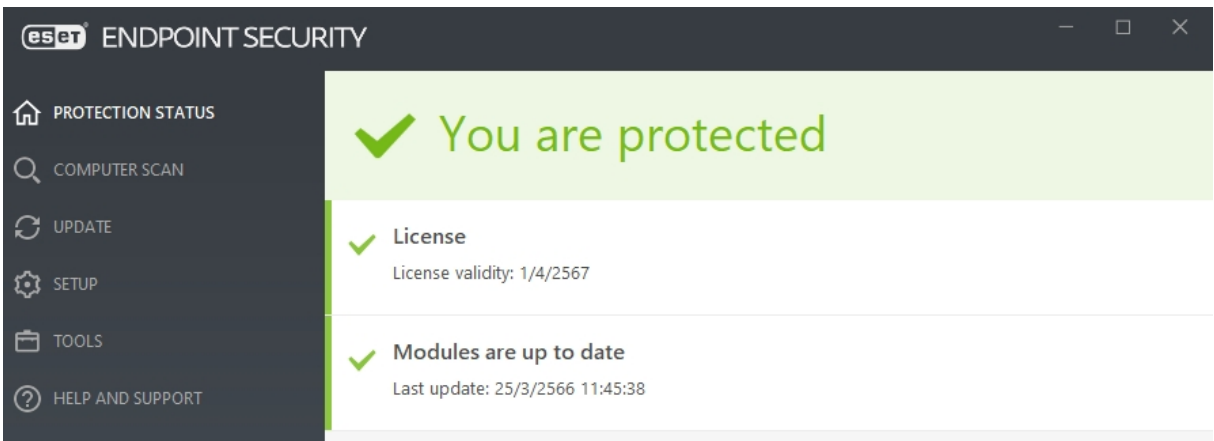 eset ENDPOINT SECURITY
PROTECTION STATUS
COMPUTER SCAN
UPDATE
SETUP
TOOLS
HELP AND SUPPORT
You are protected
License
License validity: 1/4/2567
Modules are up to date
Last update: 25/3/2566 11:45:38